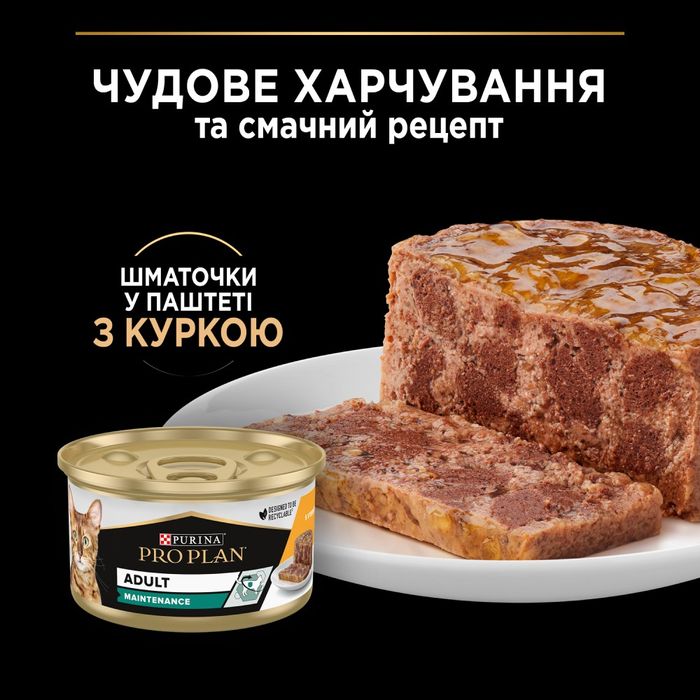 ЧУДОВЕ ХАРЧУВАННЯ
та смачний рецепт
ШМАТОЧКИ
У ПАШТЕТІ
З КУРКОЮ
DESIGNED TO BE
RECYCLABLE
PURINA
PRO PLAN
ADULT
MAINTENANCE